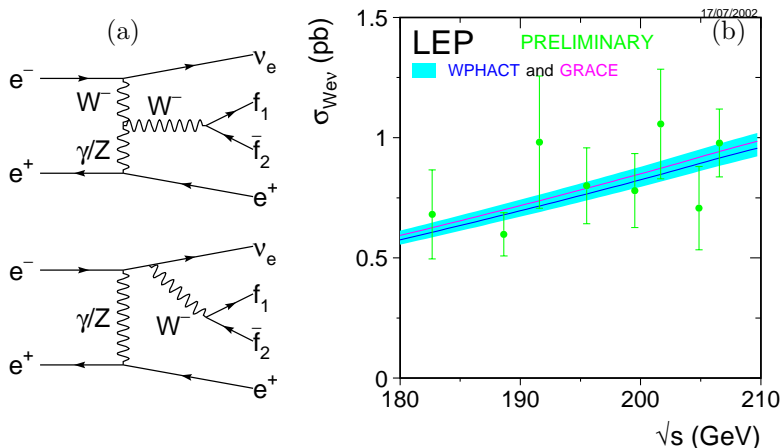 (a)
e⁻
νₑ
W⁻
W⁻
f₁
f̄₂
γ/Z
e⁺
e⁺
e⁻
νₑ
γ/Z
W⁻
f₁
f̄₂
e⁺
e⁺
17/07/2002
(b)
LEP PRELIMINARY
WPHACT and GRACE
σWeν (pb)
1.5
1
0.5
0
180 190 200 210
√s (GeV)